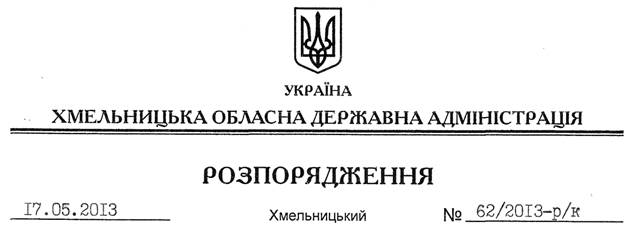 УКРАЇНА
ХМЕЛЬНИЦЬКА ОБЛАСНА ДЕРЖАВНА АДМІНІСТРАЦІЯ
РОЗПОРЯДЖЕННЯ
17.05.2013 Хмельницький № 62/2013-р/к